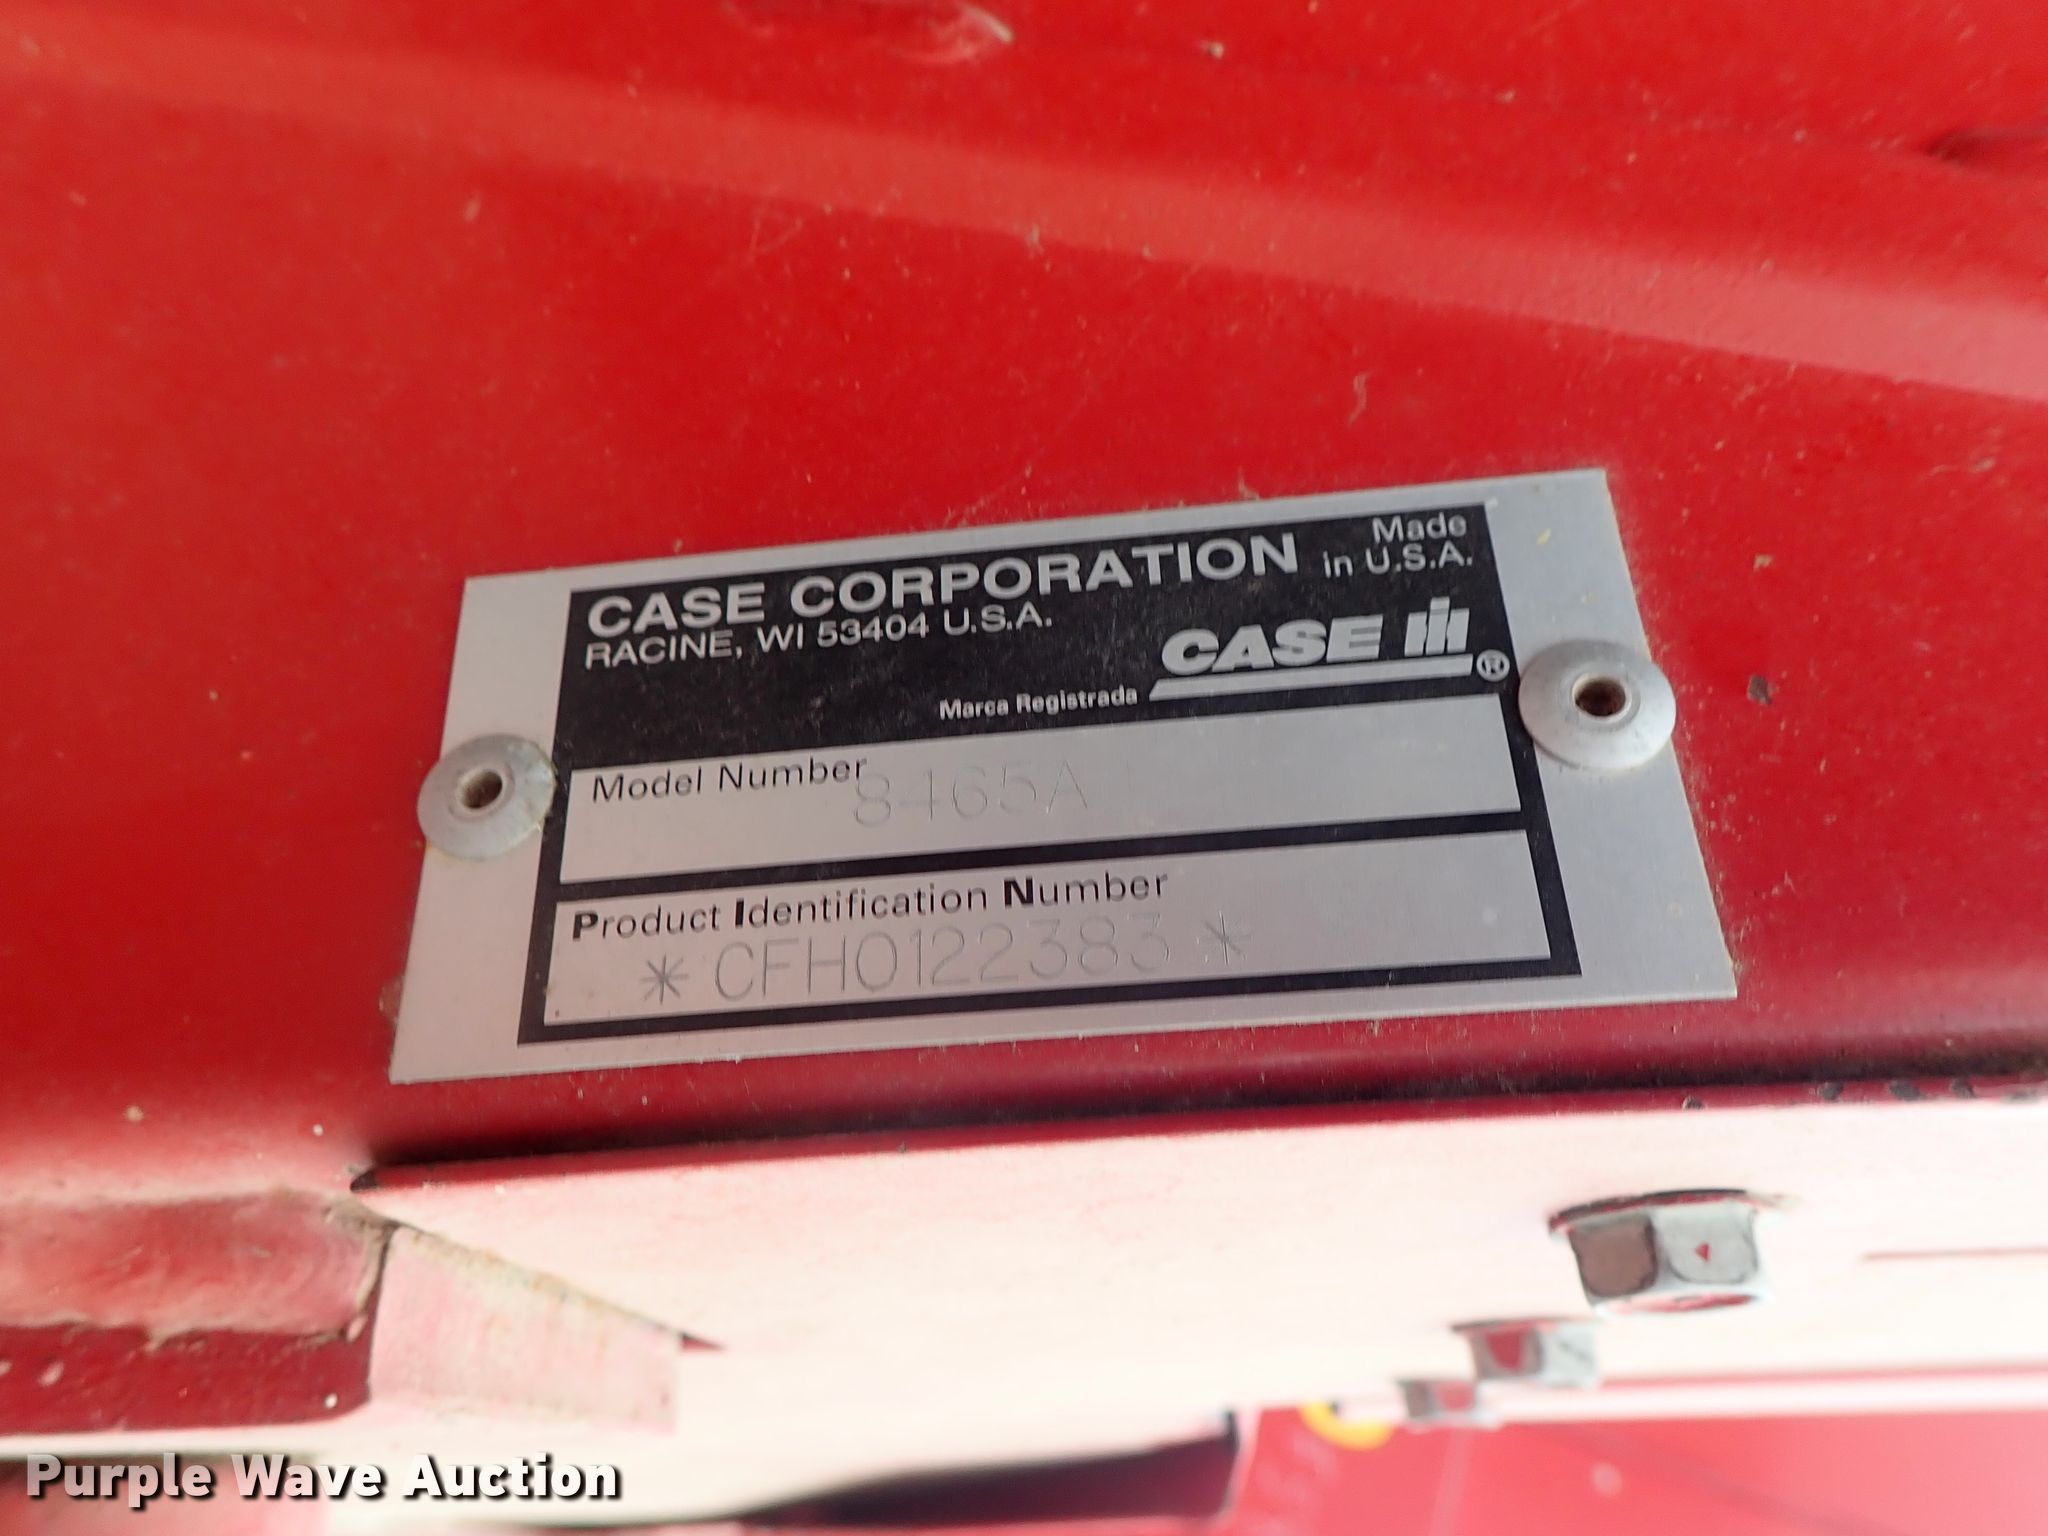 CASE CORPORATION
Made
in U.S.A.
RACINE, WI 53404 U.S.A.
CASE IH ®
Marca Registrada
Model Number
8465A
Product Identification Number
*CFH0122383*
Purple Wave Auction